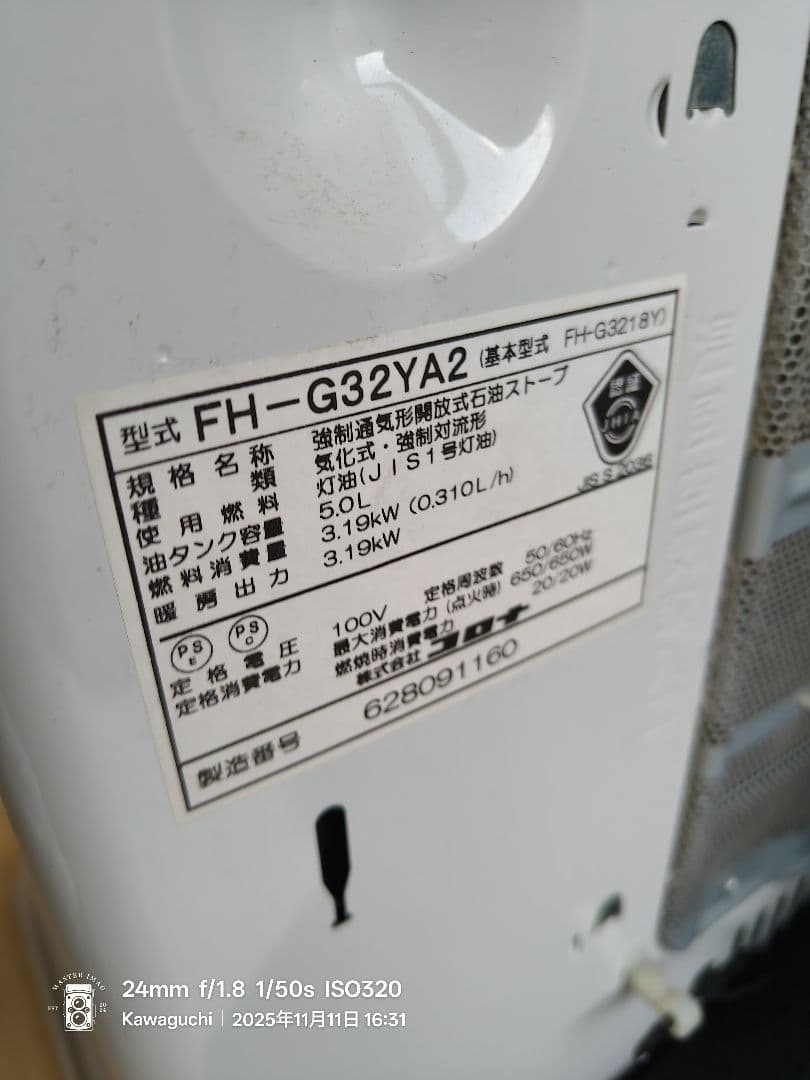 型式 FH-G32YA2 (基本型式 FH-G3218Y)
規格名称 強制通気形開放式石油ストーブ
種類 気化式・強制対流形
使用燃料 灯油(JIS1号灯油)
油タンク容量 5.0L
燃料消費量 3.19kW (0.310L/h)
暖房出力 3.19kW
認証
JHIA
JIS S 2036
PS E
PS C
定格電圧 100V 定格周波数 50/60Hz
定格消費電力 最大消費電力(点火時) 650/650W
燃焼時消費電力 20/20W
株式会社 コロナ
製造番号 628091160
MASTER IMAG
24mm f/1.8 1/50s ISO320
Kawaguchi | 2025年11月11日 16:31